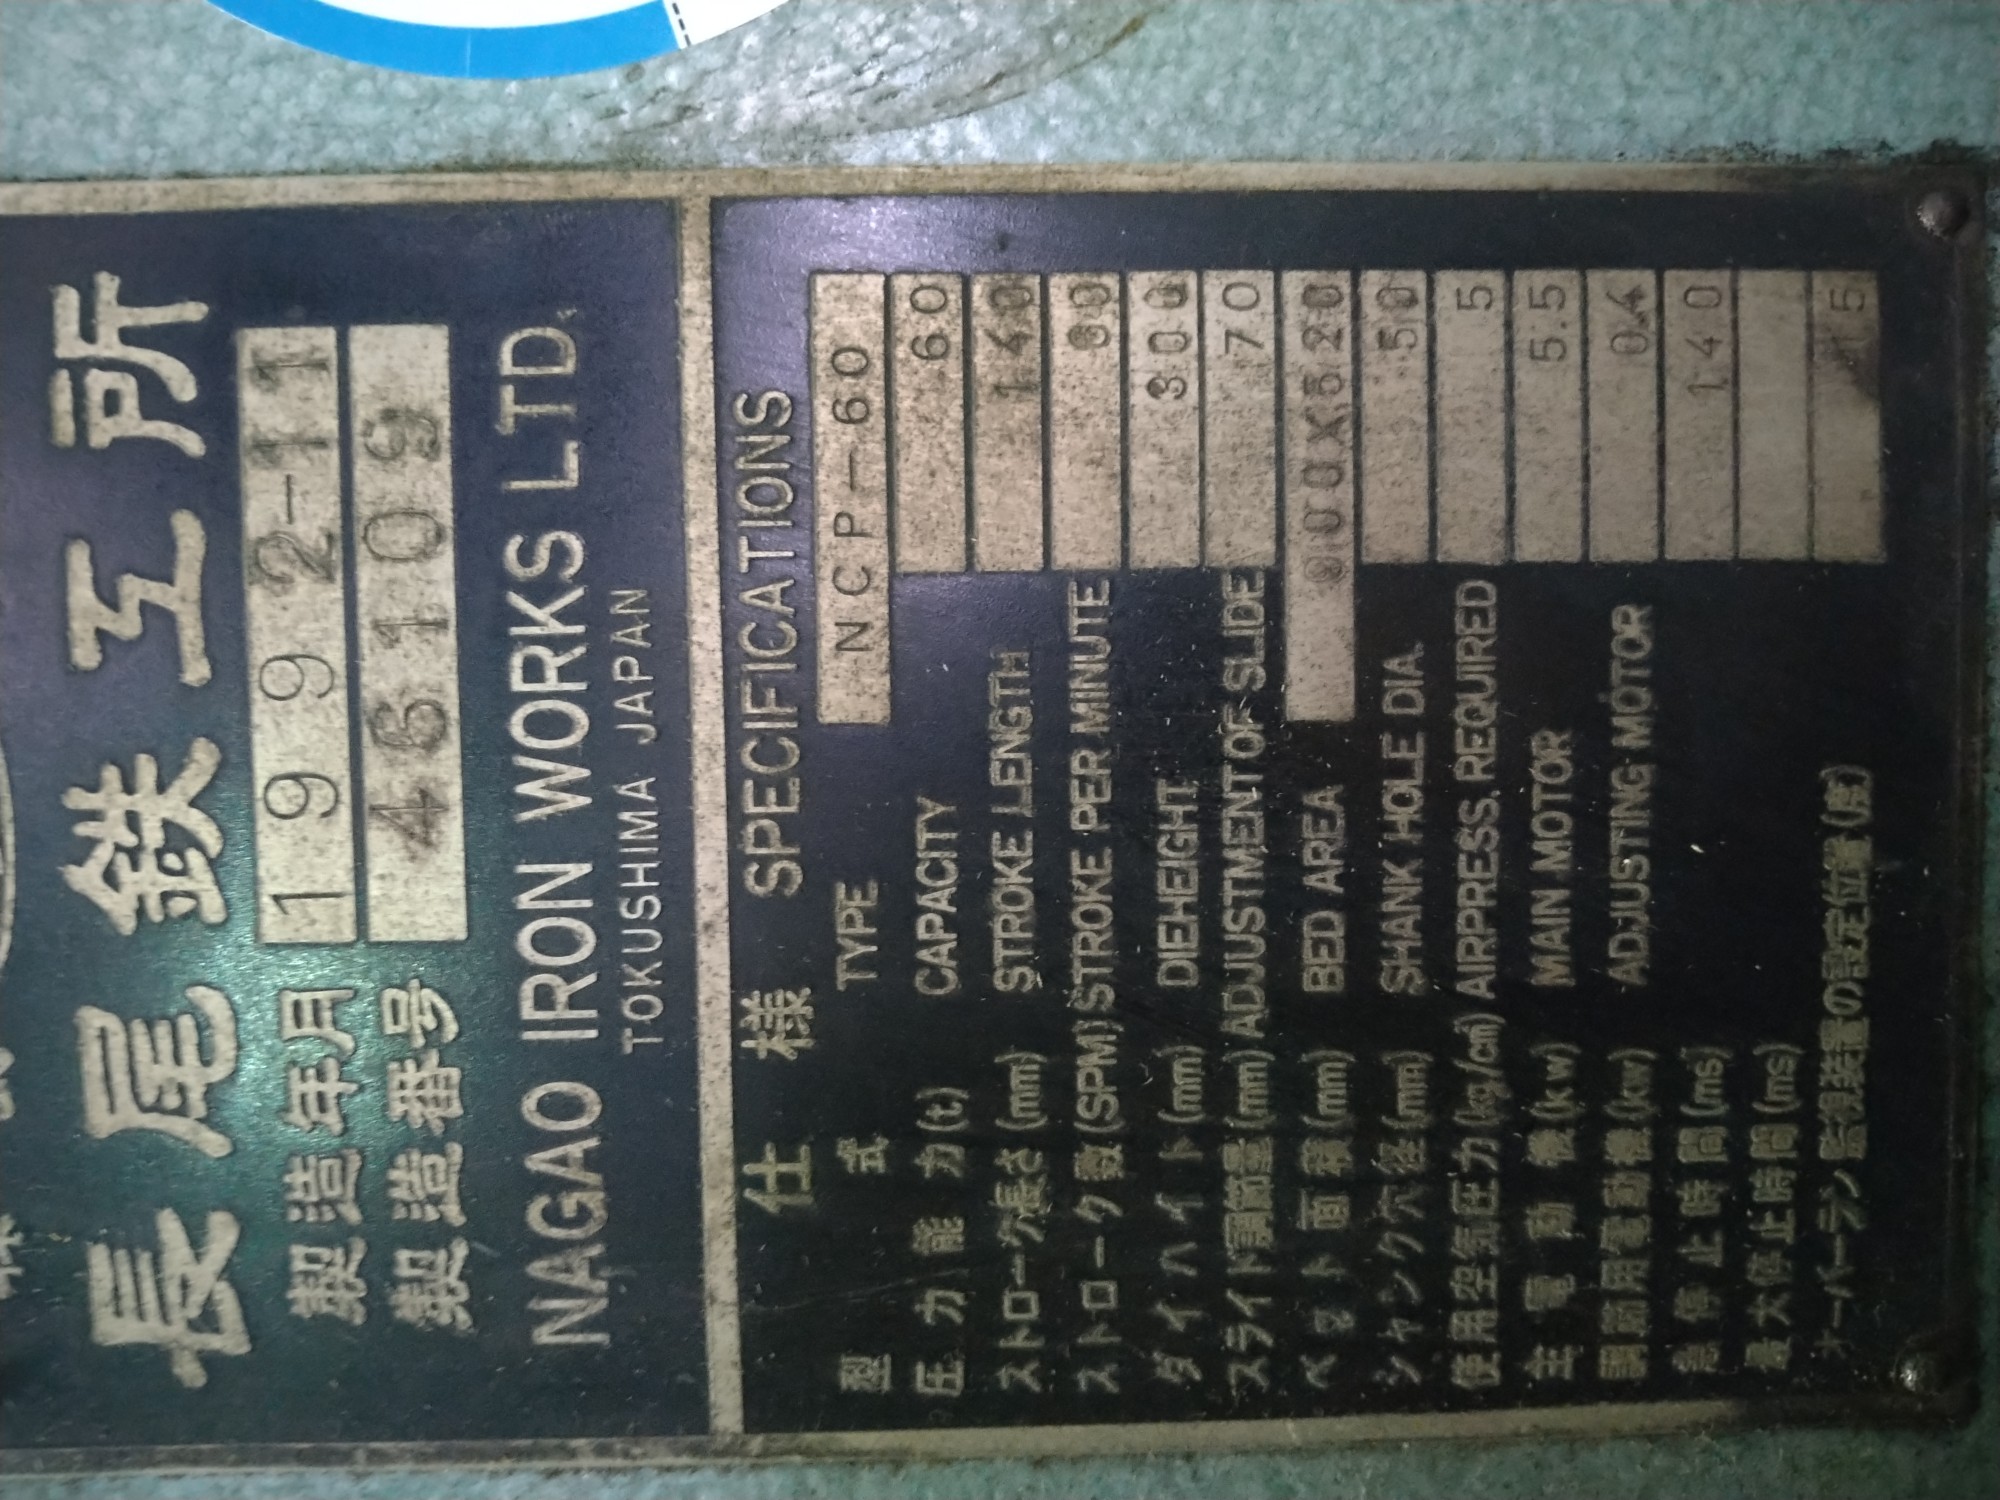 長尾鉄工所
製造年月 1992-11
製造番号 46109
NAGAO IRON WORKS LTD.
TOKUSHIMA JAPAN
仕様 SPECIFICATIONS
型式 TYPE NCP-60
圧力能力(t) CAPACITY 60
ストローク長さ(mm) STROKE LENGTH 140
ストローク数(SPM) STROKE PER MINUTE
ダイハイト(mm) DIEHEIGHT 300
スライド調節量(mm) ADJUSTMENT OF SLIDE 70
ベット面積(mm) BED AREA 900X520
シャンク穴径(mm) SHANK HOLE DIA. 50
使用空気圧力(kg/c㎡) AIRPRESS. REQUIRED 5
主電動機(kw) MAIN MOTOR 5.5
調節用電動機(kw) ADJUSTING MOTOR 0.4
急停止時間(ms) 140
最大停止時間(ms)
オーバーラン監視装置の設定位置(度) 15